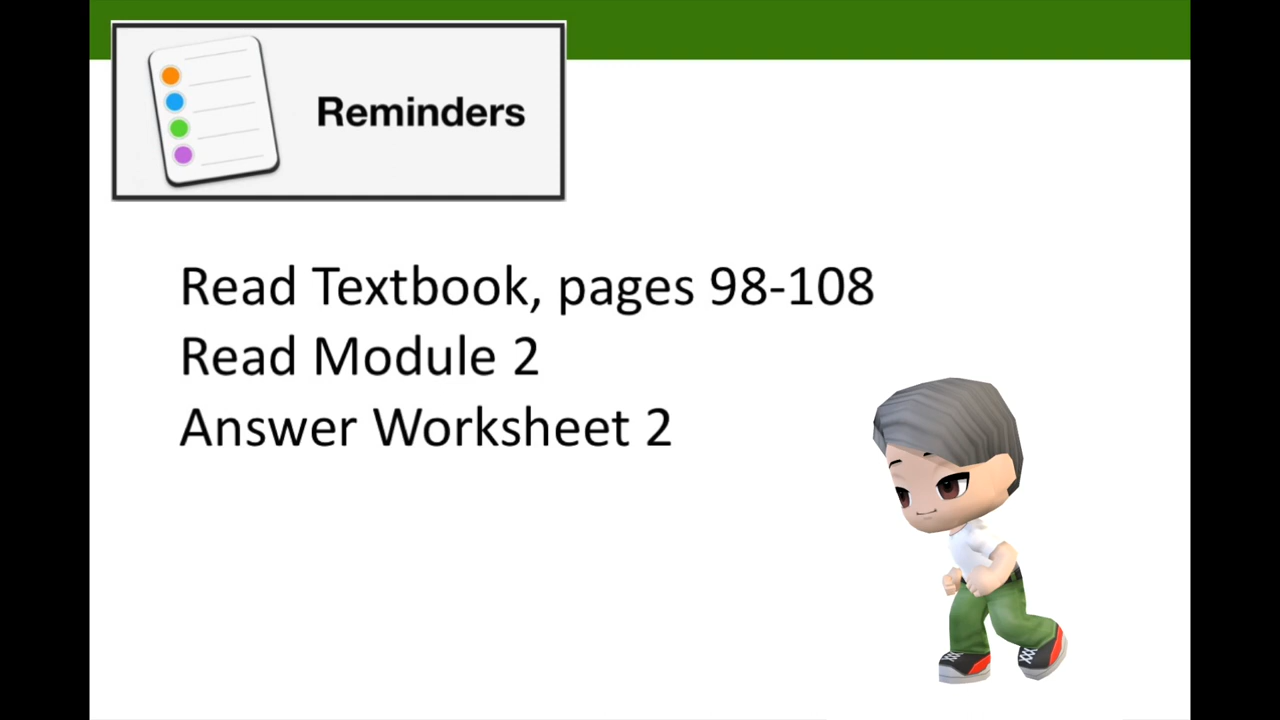 Reminders
Read Textbook, pages 98-108
Read Module 2
Answer Worksheet 2